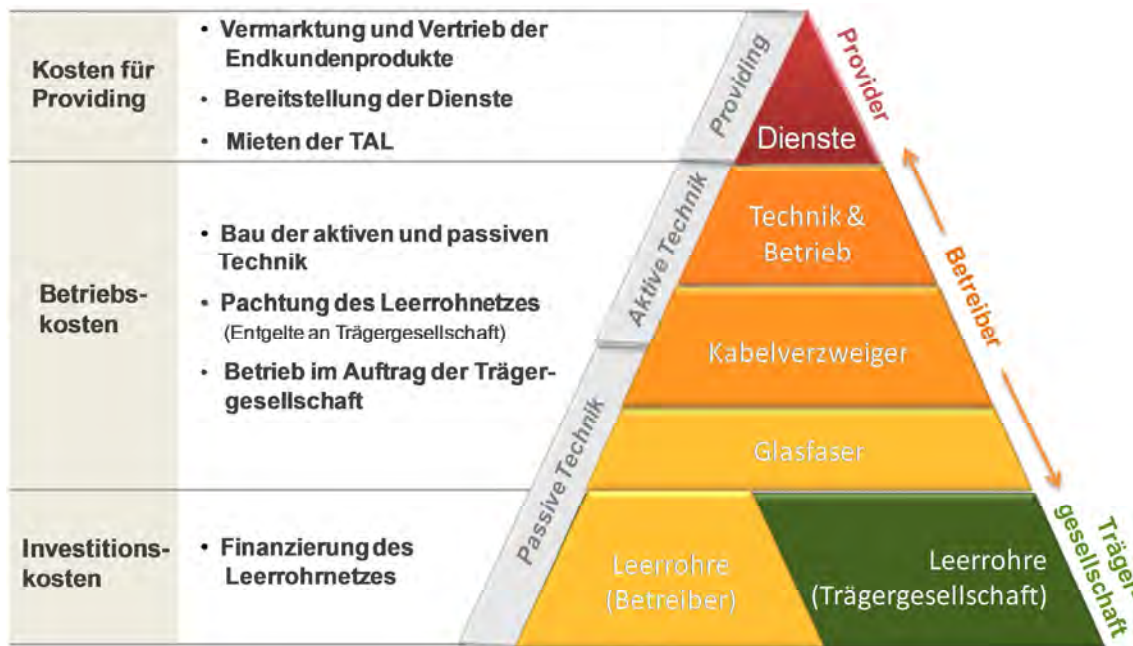 Kosten für
Providing
• Vermarktung und Vertrieb der
Endkundenprodukte
• Bereitstellung der Dienste
• Mieten der TAL
Providing
Dienste
Provider
Betriebs-
kosten
• Bau der aktiven und passiven
Technik
• Pachtung des Leerrohnetzes
(Entgelte an Trägergesellschaft)
• Betrieb im Auftrag der Träger-
gesellschaft
Aktive Technik
Technik &
Betrieb
Kabelverzweiger
Glasfaser
Betreiber
Investitions-
kosten
• Finanzierung des
Leerrohrnetzes
Passive Technik
Leerrohre
(Betreiber)
Leerrohre
(Trägergesellschaft)
Träger-
gesellschaft